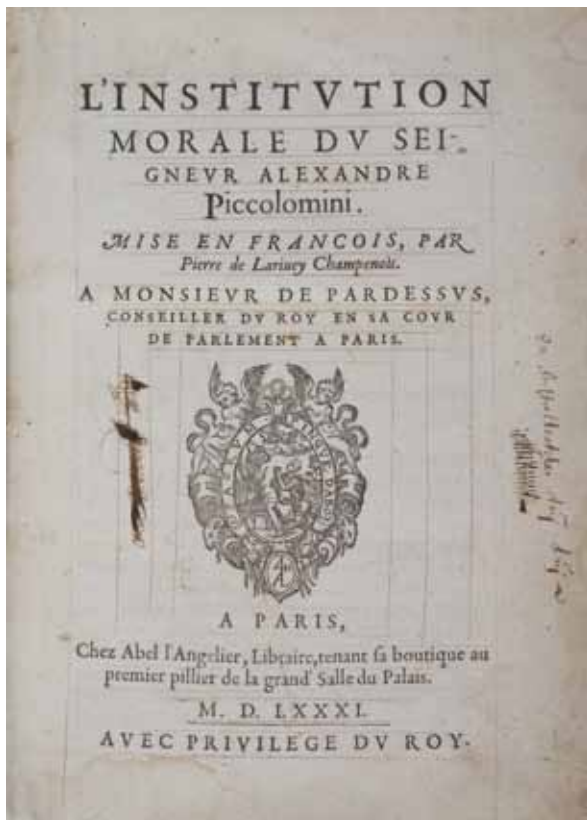 L'INSTITVTION
MORALE DV SEI-
GNEVR ALEXANDRE
Piccolomini.
MISE EN FRANCOIS, PAR
Pierre de Lariuey Champenois.
A MONSIEVR DE PARDESSVS,
CONSEILLER DV ROY EN SA COVR
DE PARLEMENT A PARIS.
A PARIS,
Chez Abel l'Angelier, Libraire, tenant ſa boutique au
premier pillier de la grand' Salle du Palais.
M. D. LXXXI.
AVEC PRIVILEGE DV ROY.